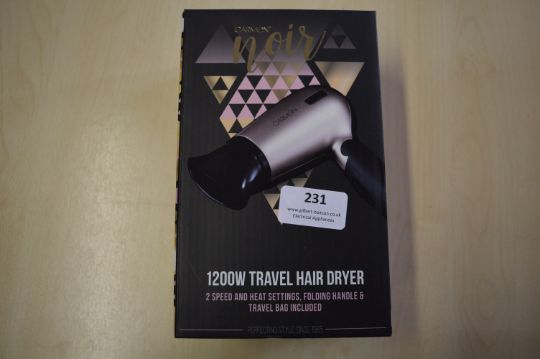 CARMEN
noir
CARMEN
231
www.gilbert-baitson.co.uk
Electrical Appliances
1200W TRAVEL HAIR DRYER
2 SPEED AND HEAT SETTINGS, FOLDING HANDLE &
TRAVEL BAG INCLUDED
PERFECTING STYLE SINCE 1965